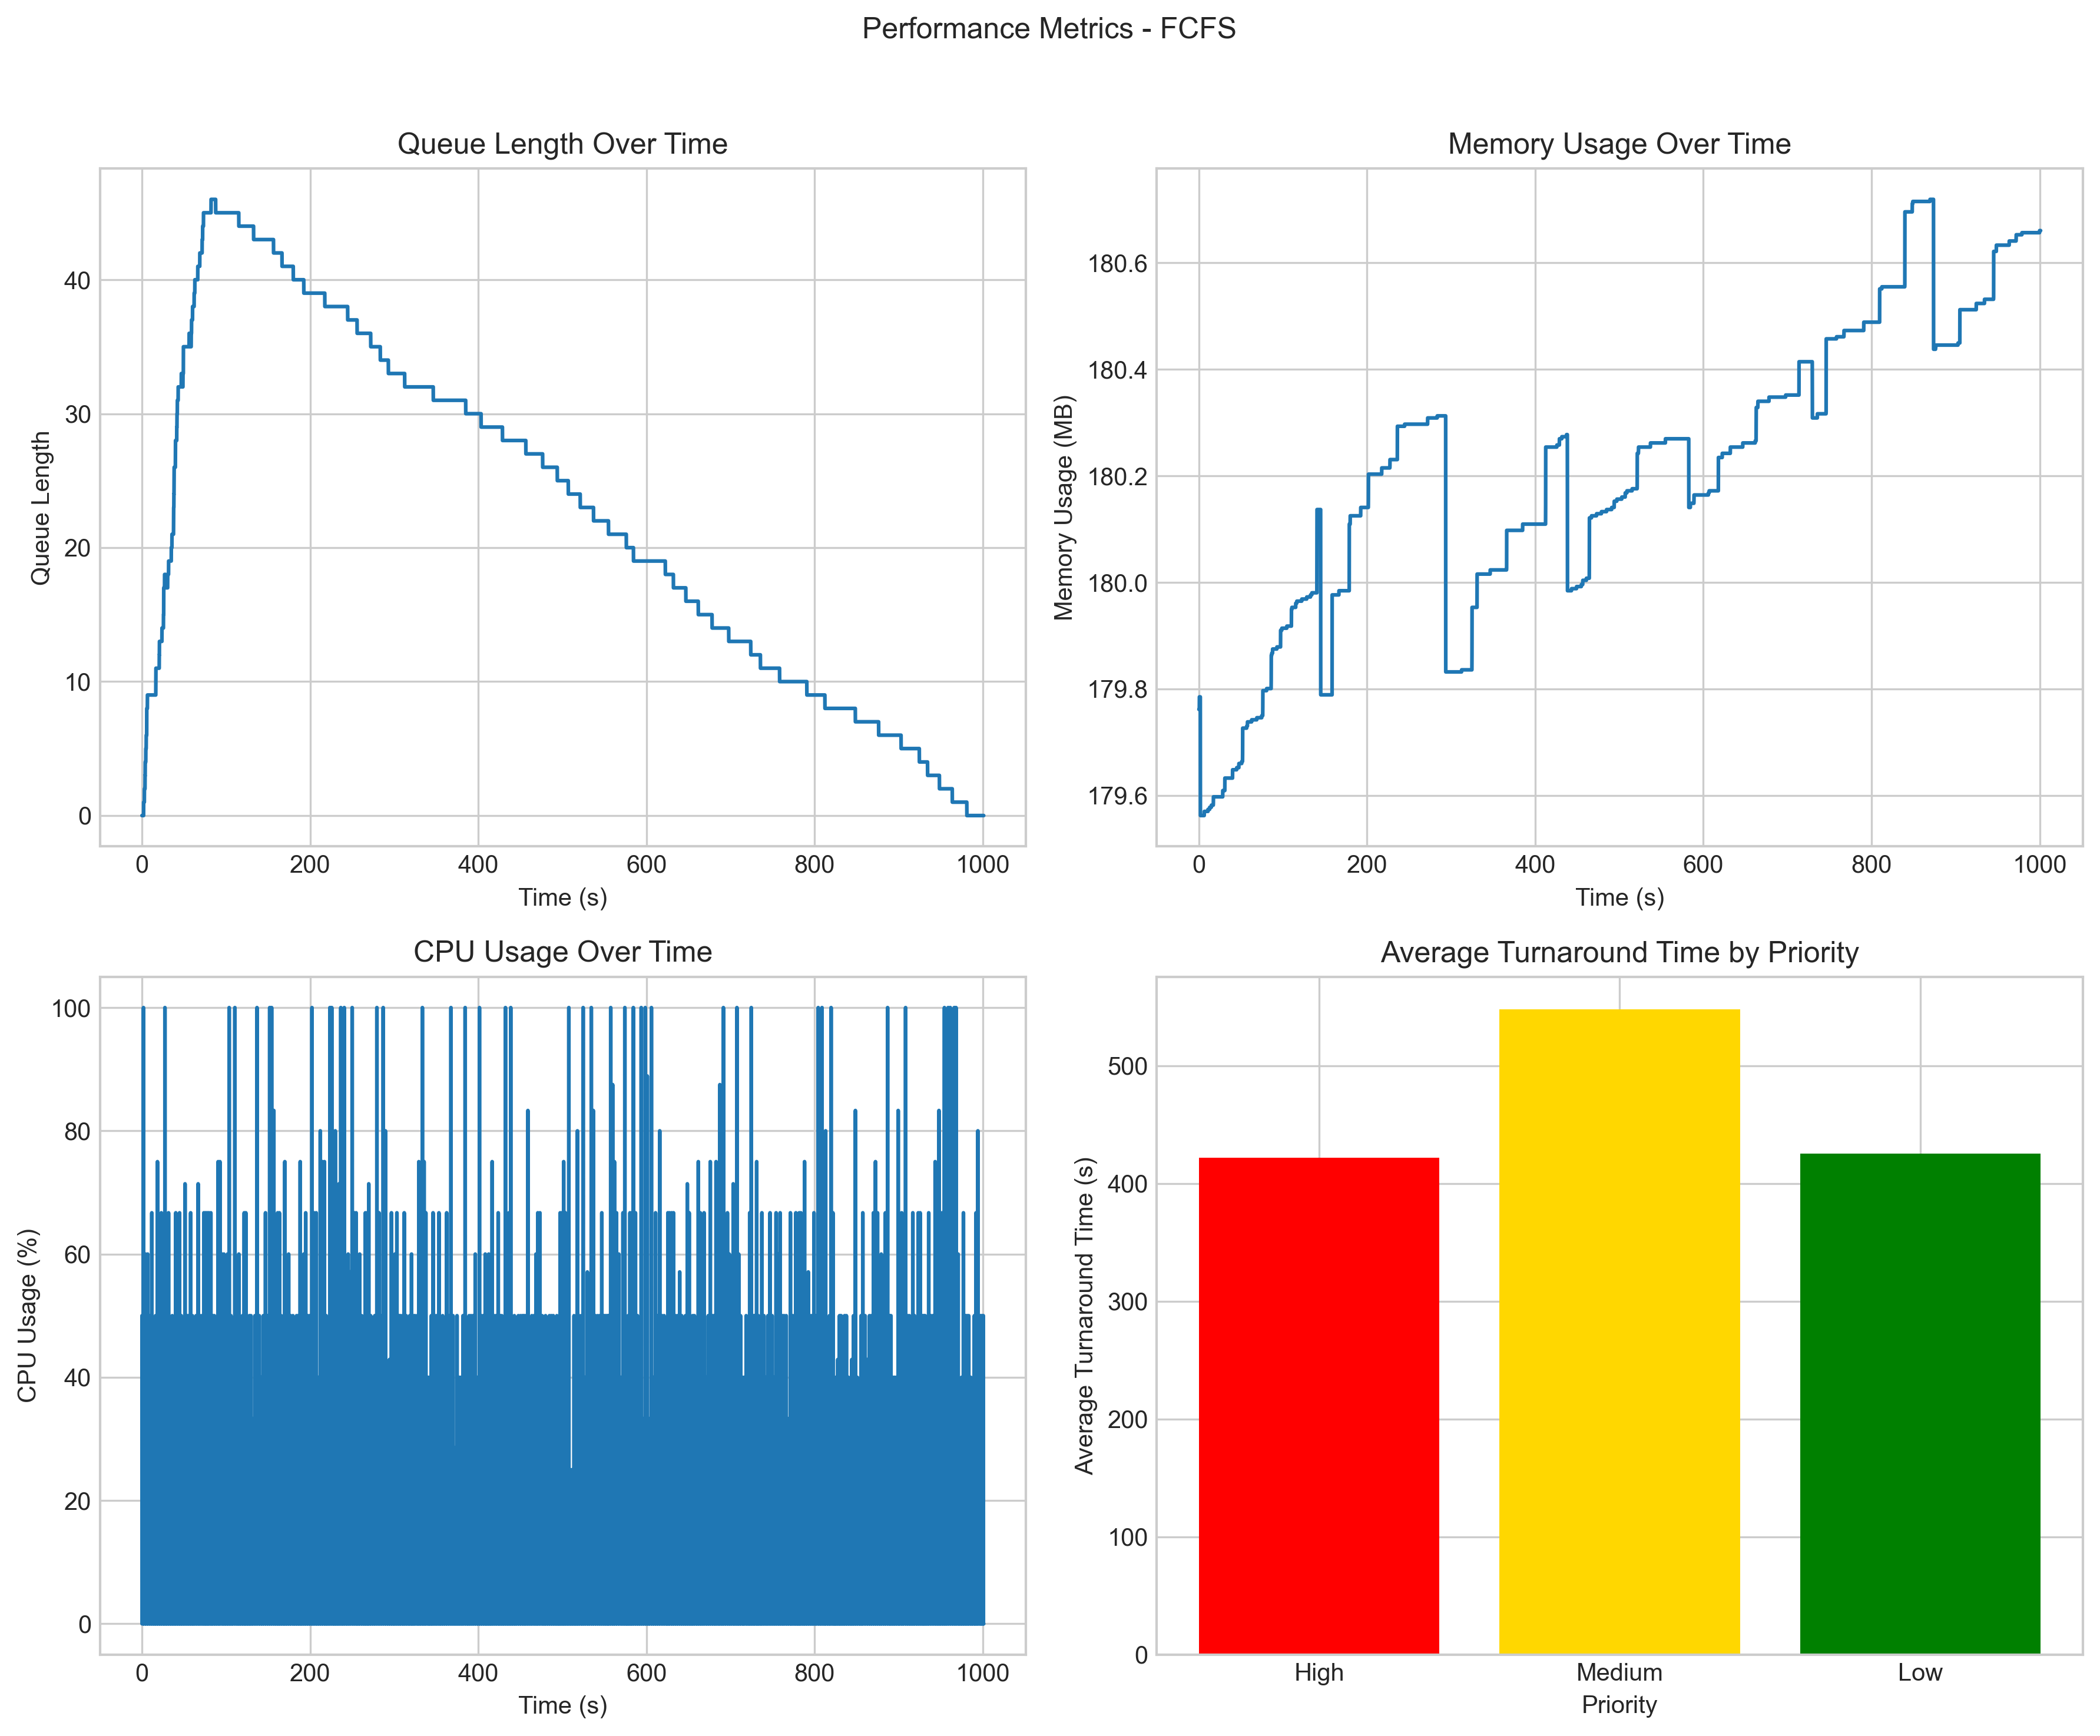 Performance Metrics - FCFS
Queue Length Over Time
Queue Length
40
30
20
10
0
0 200 400 600 800 1000
Time (s)
Memory Usage Over Time
Memory Usage (MB)
180.6
180.4
180.2
180.0
179.8
179.6
0 200 400 600 800 1000
Time (s)
CPU Usage Over Time
CPU Usage (%)
100
80
60
40
20
0
0 200 400 600 800 1000
Time (s)
Average Turnaround Time by Priority
Average Turnaround Time (s)
500
400
300
200
100
0
High Medium Low
Priority